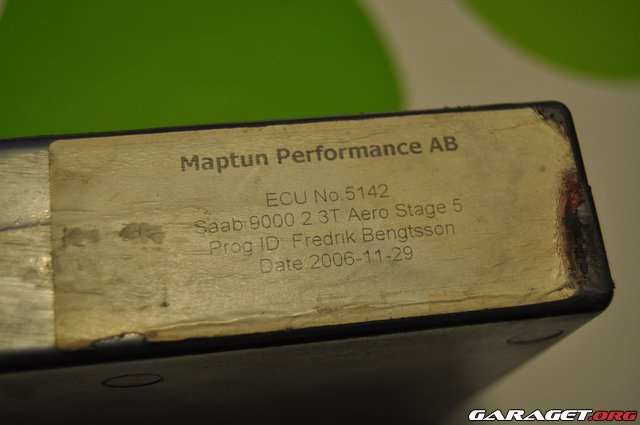 Maptun Performance AB
ECU No:5142
Saab 9000 2.3T Aero Stage 5
Prog ID: Fredrik Bengtsson
Date:2006-11-29
GARAGET.ORG